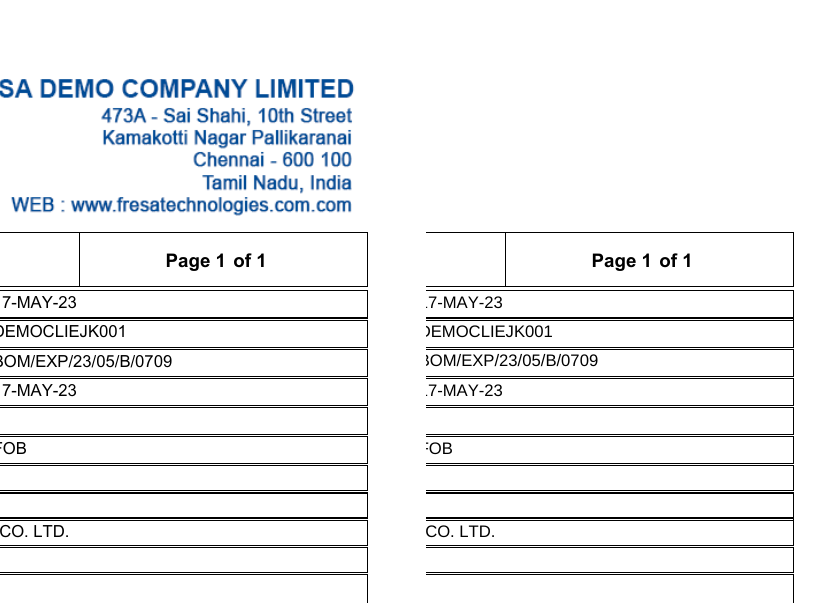 SA DEMO COMPANY LIMITED
473A - Sai Shahi, 10th Street
Kamakotti Nagar Pallikaranai
Chennai - 600 100
Tamil Nadu, India
WEB : www.fresatechnologies.com.com
Page 1 of 1
7-MAY-23
DEMOCLIEJK001
BOM/EXP/23/05/B/0709
7-MAY-23
FOB
CO. LTD.
Page 1 of 1
17-MAY-23
DEMOCLIEJK001
BOM/EXP/23/05/B/0709
17-MAY-23
FOB
CO. LTD.